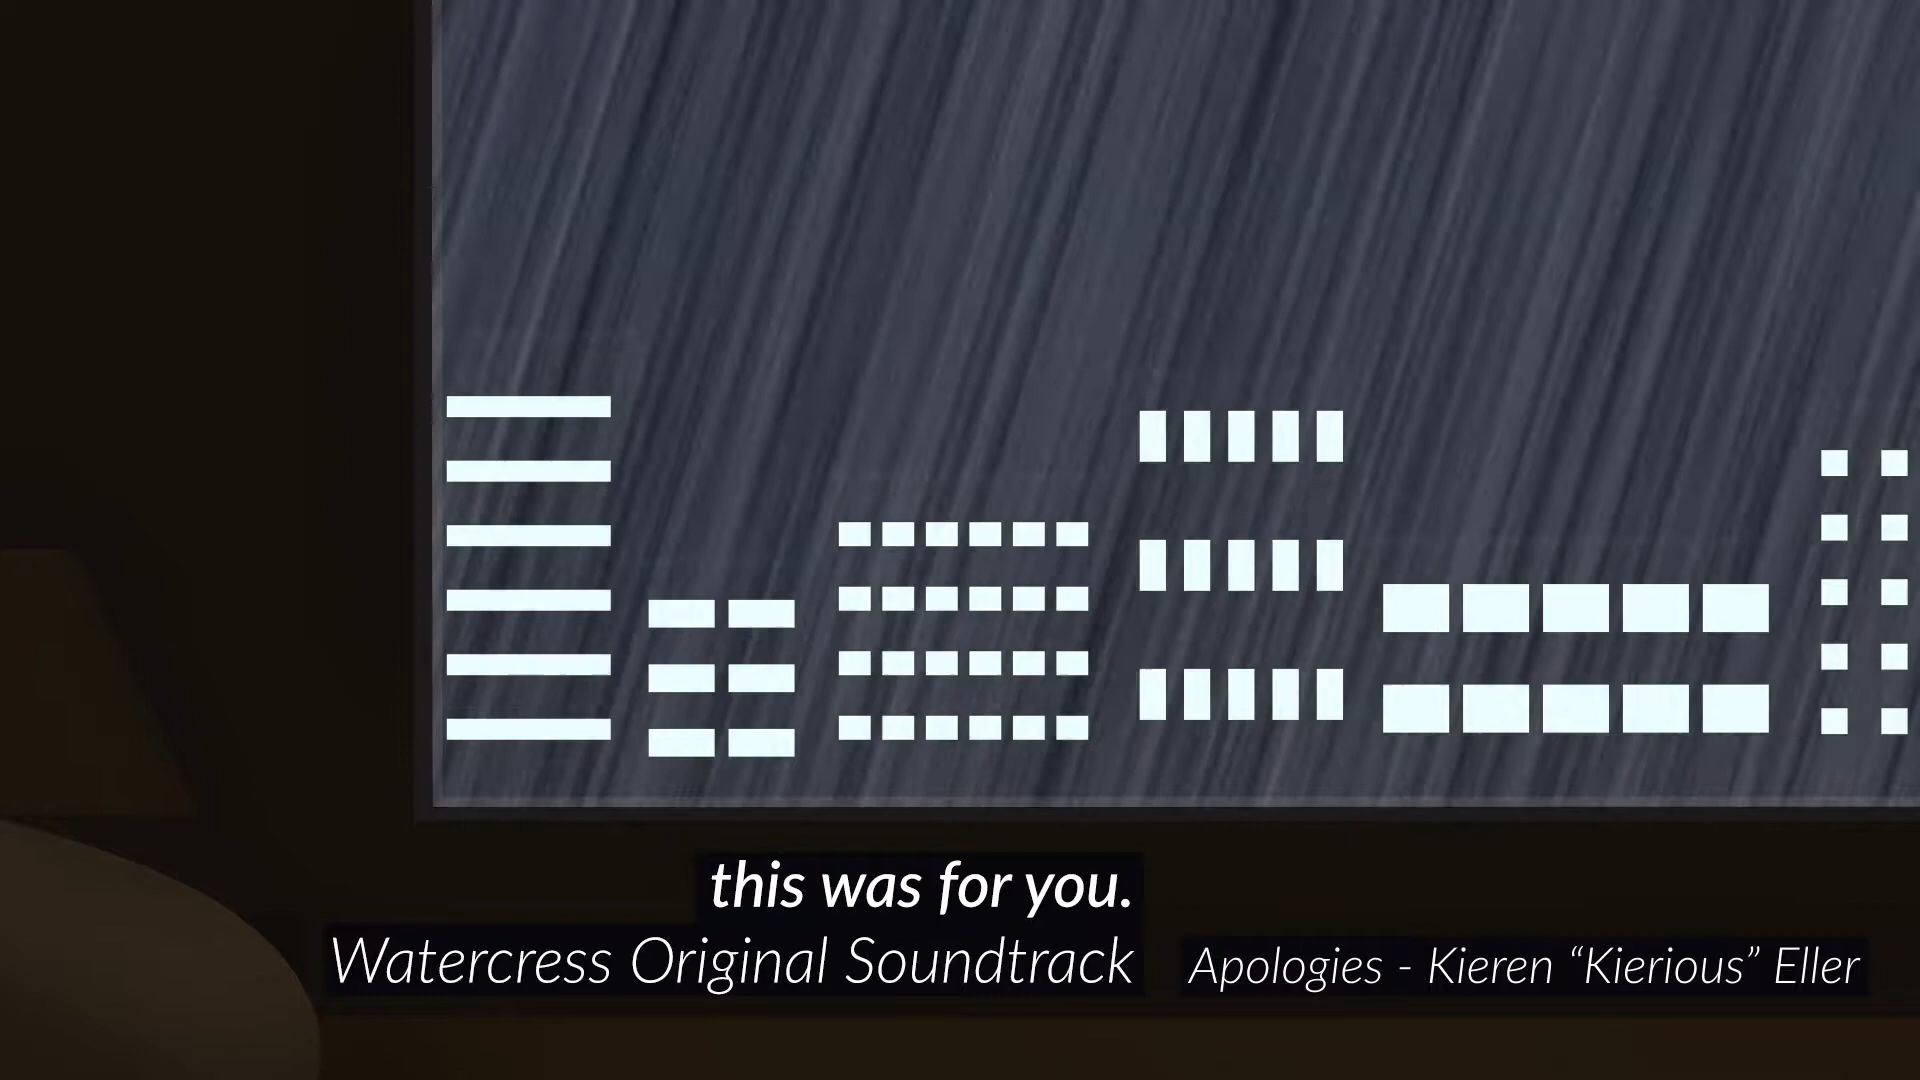 this was for you.
Watercress Original Soundtrack
Apologies - Kieren “Kierious” Eller